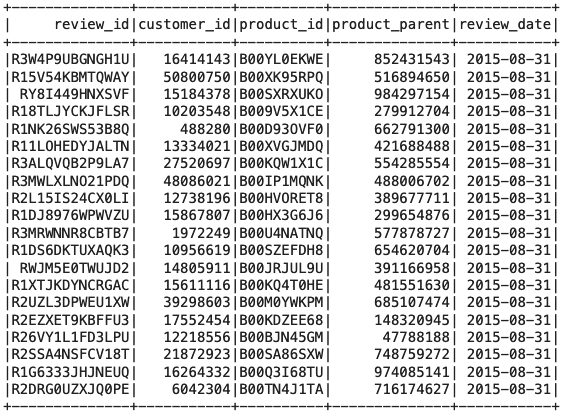 +--------------+-----------+----------+--------------+-----------+
|     review_id|customer_id|product_id|product_parent|review_date|
+--------------+-----------+----------+--------------+-----------+
|R3W4P9UBGNGH1U|   16414143|B00YL0EKWE|     852431543| 2015-08-31|
|R15V54KBMTQWAY|   50800750|B00XK95RPQ|     516894650| 2015-08-31|
| RY8I449HNXSVF|   15184378|B00SXRXUKO|     984297154| 2015-08-31|
|R18TLJYCKJFLSR|   10203548|B009V5X1CE|     279912704| 2015-08-31|
|R1NK26SWS53B8Q|     488280|B00D93OVF0|     662791300| 2015-08-31|
|R11LOHEDYJALTN|   13334021|B00XVGJMDQ|     421688488| 2015-08-31|
|R3ALQVQB2P9LA7|   27520697|B00KQW1X1C|     554285554| 2015-08-31|
|R3MWLXLNO21PDQ|   48086021|B00IP1MQNK|     488006702| 2015-08-31|
|R2L15IS24CX0LI|   12738196|B00HVORET8|     389677711| 2015-08-31|
|R1DJ8976WPWVZU|   15867807|B00HX3G6J6|     299654876| 2015-08-31|
|R3MRWNNR8CBTB7|    1972249|B00U4NATNQ|     577878727| 2015-08-31|
|R1DS6DKTUXAQK3|   10956619|B00SZEFDH8|     654620704| 2015-08-31|
| RWJM5E0TWUJD2|   14805911|B00JRJUL9U|     391166958| 2015-08-31|
|R1XTJKDYNCRGAC|   15611116|B00KQ4T0HE|     481551630| 2015-08-31|
|R2UZL3DPWEU1XW|   39298603|B00M0YWKPM|     685107474| 2015-08-31|
|R2EZXET9KBFFU3|   17552454|B00KDZEE68|     148320945| 2015-08-31|
|R26VY1L1FD3LPU|   12218556|B00BJN45GM|      47788188| 2015-08-31|
|R2SSA4NSFCV18T|   21872923|B00SA86SXW|     748759272| 2015-08-31|
|R1G6333JHJNEUQ|   16264332|B00Q3I68TU|     974085141| 2015-08-31|
|R2DRG0UZXJQ0PE|    6042304|B00TN4J1TA|     716174627| 2015-08-31|
+--------------+-----------+----------+--------------+-----------+